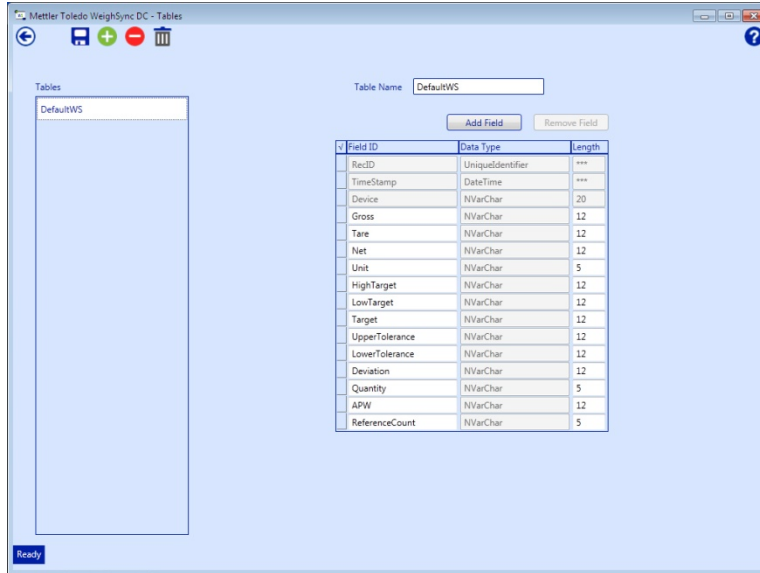 Mettler Toledo WeighSync DC - Tables
Tables
DefaultWS
Table Name DefaultWS
Add Field Remove Field
√ Field ID Data Type Length
RecID UniqueIdentifier ***
TimeStamp DateTime ***
Device NVarChar 20
Gross NVarChar 12
Tare NVarChar 12
Net NVarChar 12
Unit NVarChar 5
HighTarget NVarChar 12
LowTarget NVarChar 12
Target NVarChar 12
UpperTolerance NVarChar 12
LowerTolerance NVarChar 12
Deviation NVarChar 12
Quantity NVarChar 5
APW NVarChar 12
ReferenceCount NVarChar 5
Ready